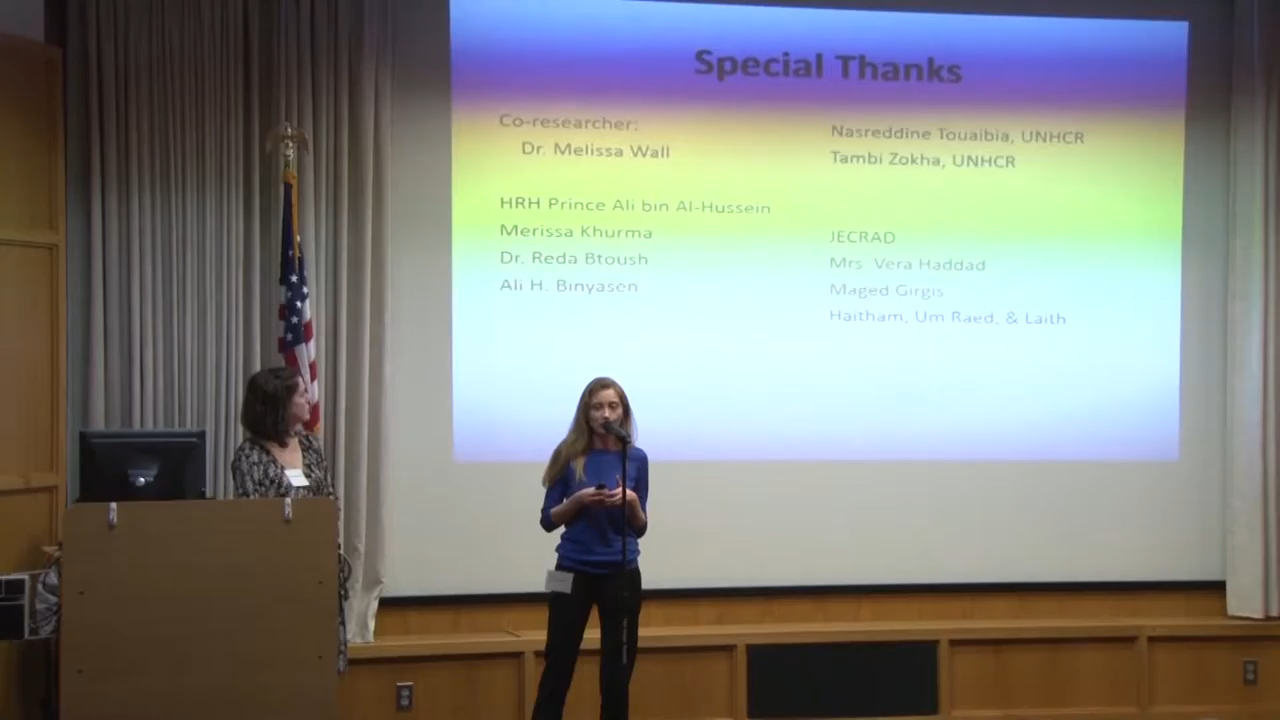 Special Thanks
Co-researcher:
Dr. Melissa Wall
HRH Prince Ali bin Al-Hussein
Merissa Khurma
Dr. Reda Btoush
Ali H. Binyasen
Nasreddine Touaibia, UNHCR
Tambi Zokha, UNHCR
JECRAD
Mrs Vera Haddad
Maged Girgis
Haitham, Um Raed, & Laith